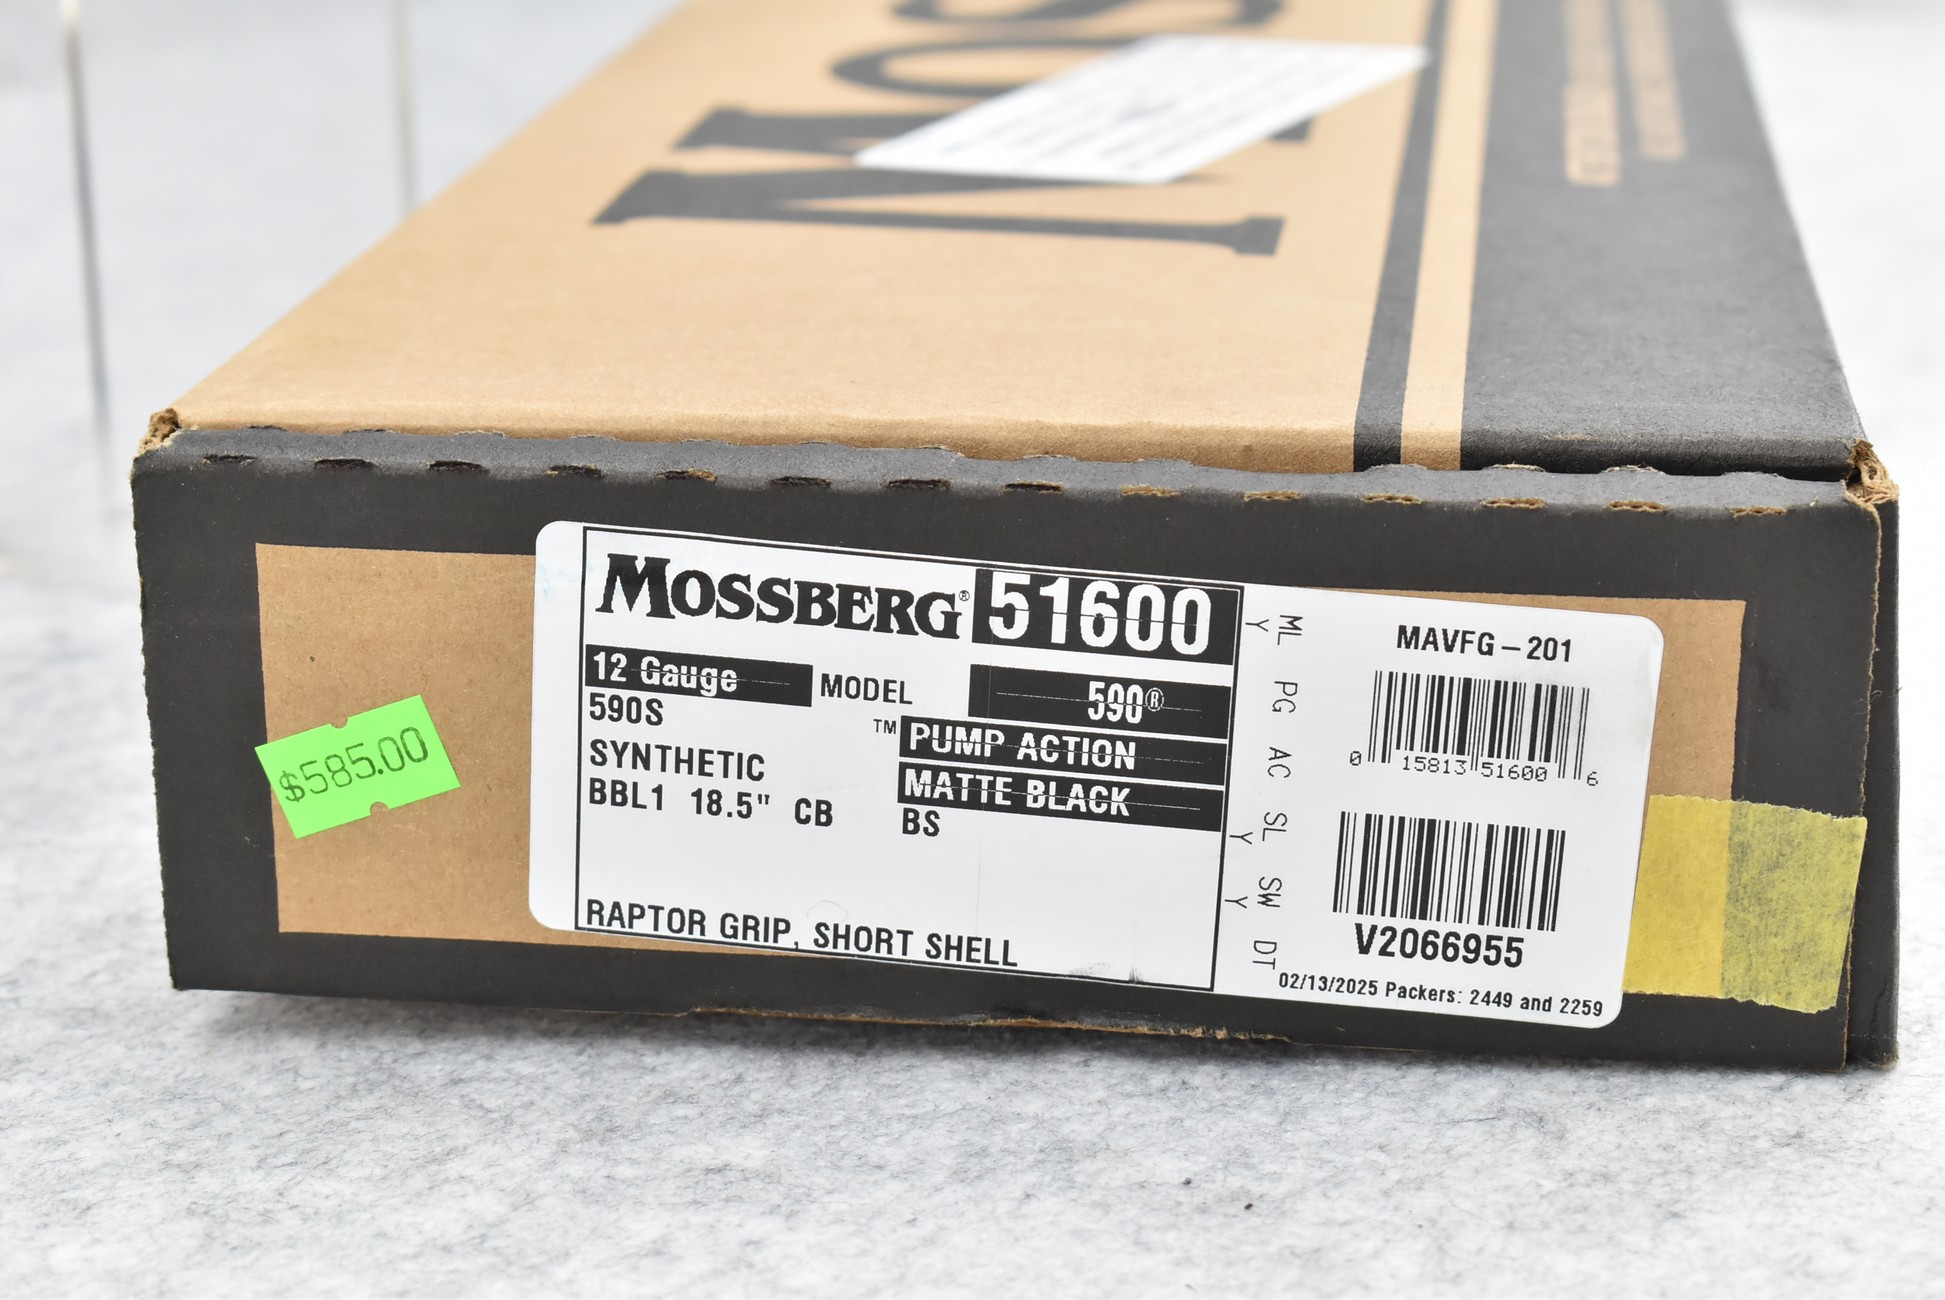 MOS
$585.00
MOSSBERG® 51600
12 Gauge MODEL 590®
590S ™ PUMP ACTION
SYNTHETIC MATTE BLACK
BBL1 18.5" CB BS
RAPTOR GRIP, SHORT SHELL
ML PG AC SL SW DT
Y Y Y
MAVFG-201
0 15813 51600 6
V2066955
02/13/2025 Packers: 2449 and 2259